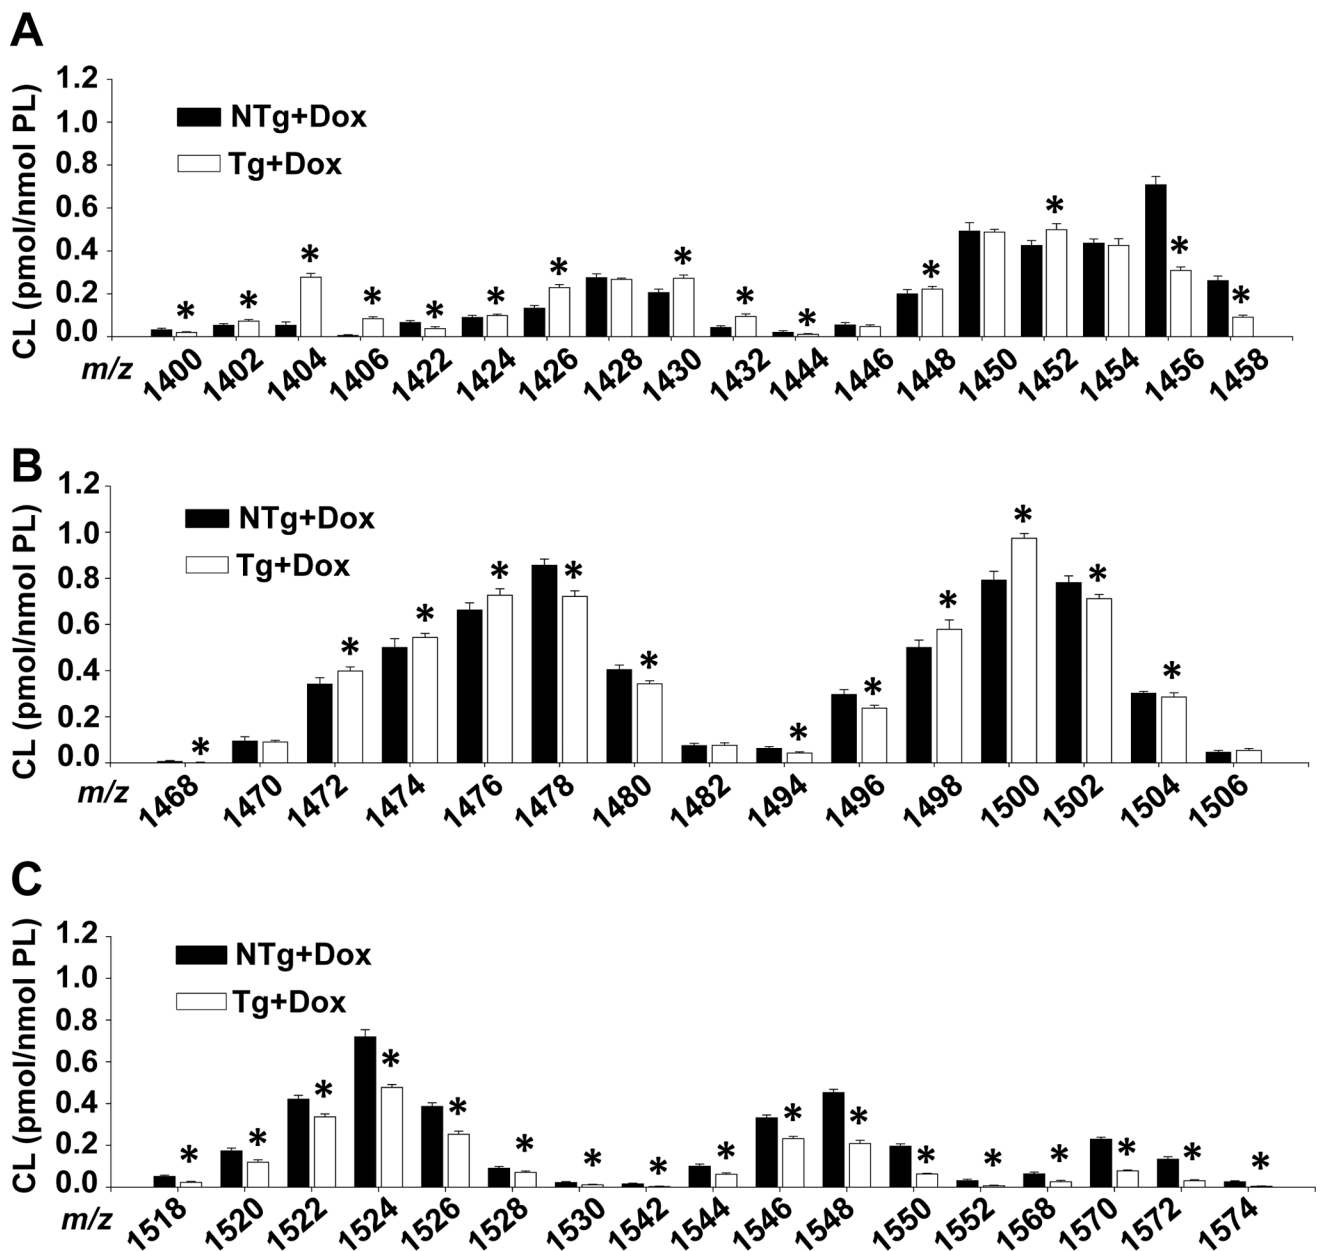 A
CL (pmol/nmol PL)
1.2
1.0
0.8
0.6
0.4
0.2
0.0
NTg+Dox
Tg+Dox
* * * * * * * * * * * * * *
m/z 1400 1402 1404 1406 1422 1424 1426 1428 1430 1432 1444 1446 1448 1450 1452 1454 1456 1458
B
CL (pmol/nmol PL)
1.2
1.0
0.8
0.6
0.4
0.2
0.0
NTg+Dox
Tg+Dox
* * * * * * * * * * * *
m/z 1468 1470 1472 1474 1476 1478 1480 1482 1494 1496 1498 1500 1502 1504 1506
C
CL (pmol/nmol PL)
1.2
1.0
0.8
0.6
0.4
0.2
0.0
NTg+Dox
Tg+Dox
* * * * * * * * * * * * * * * * *
m/z 1518 1520 1522 1524 1526 1528 1530 1542 1544 1546 1548 1550 1552 1568 1570 1572 1574